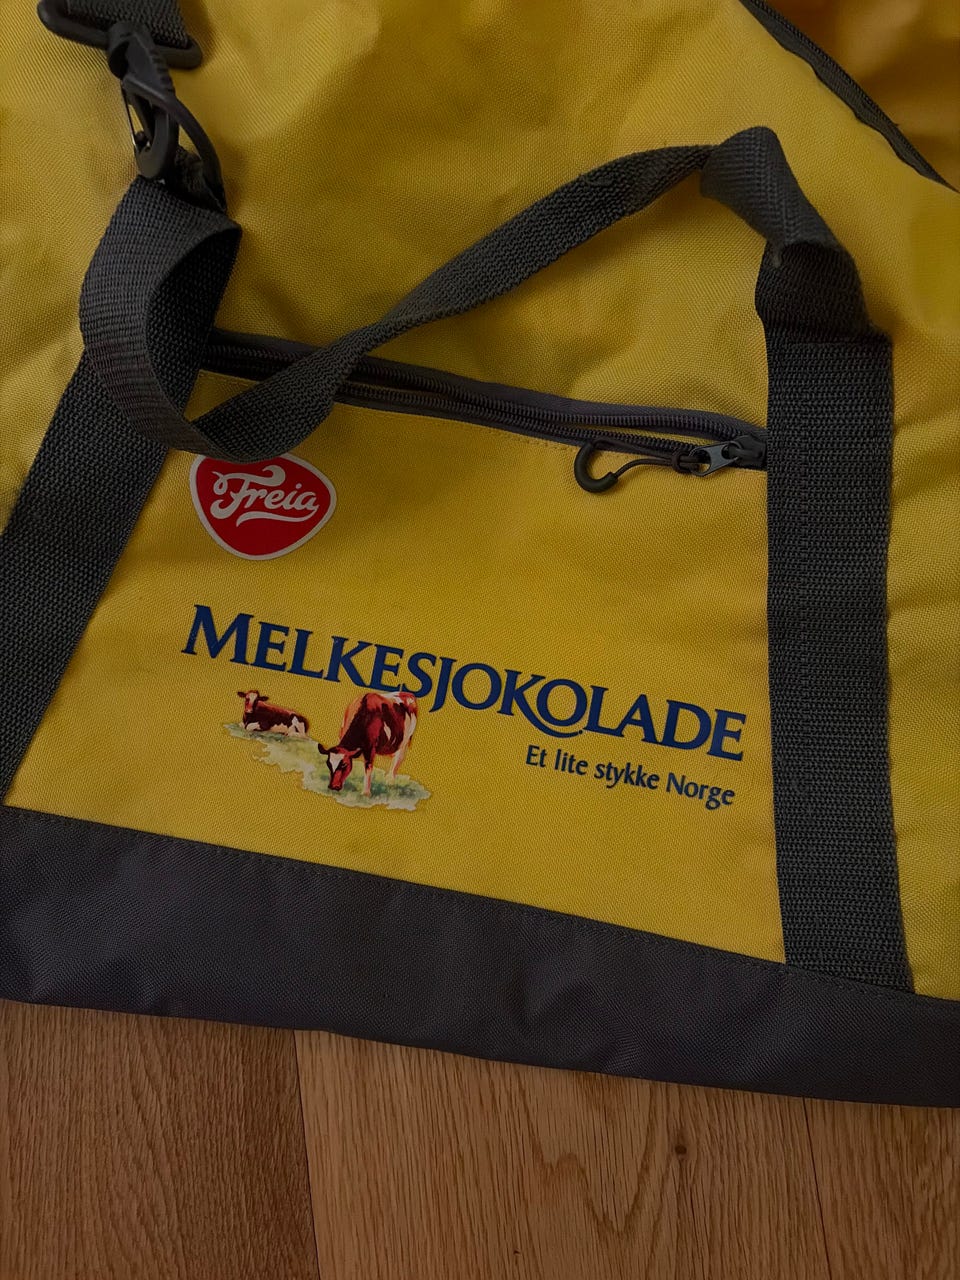 Freia
MELKESJOKOLADE
Et lite stykke Norge